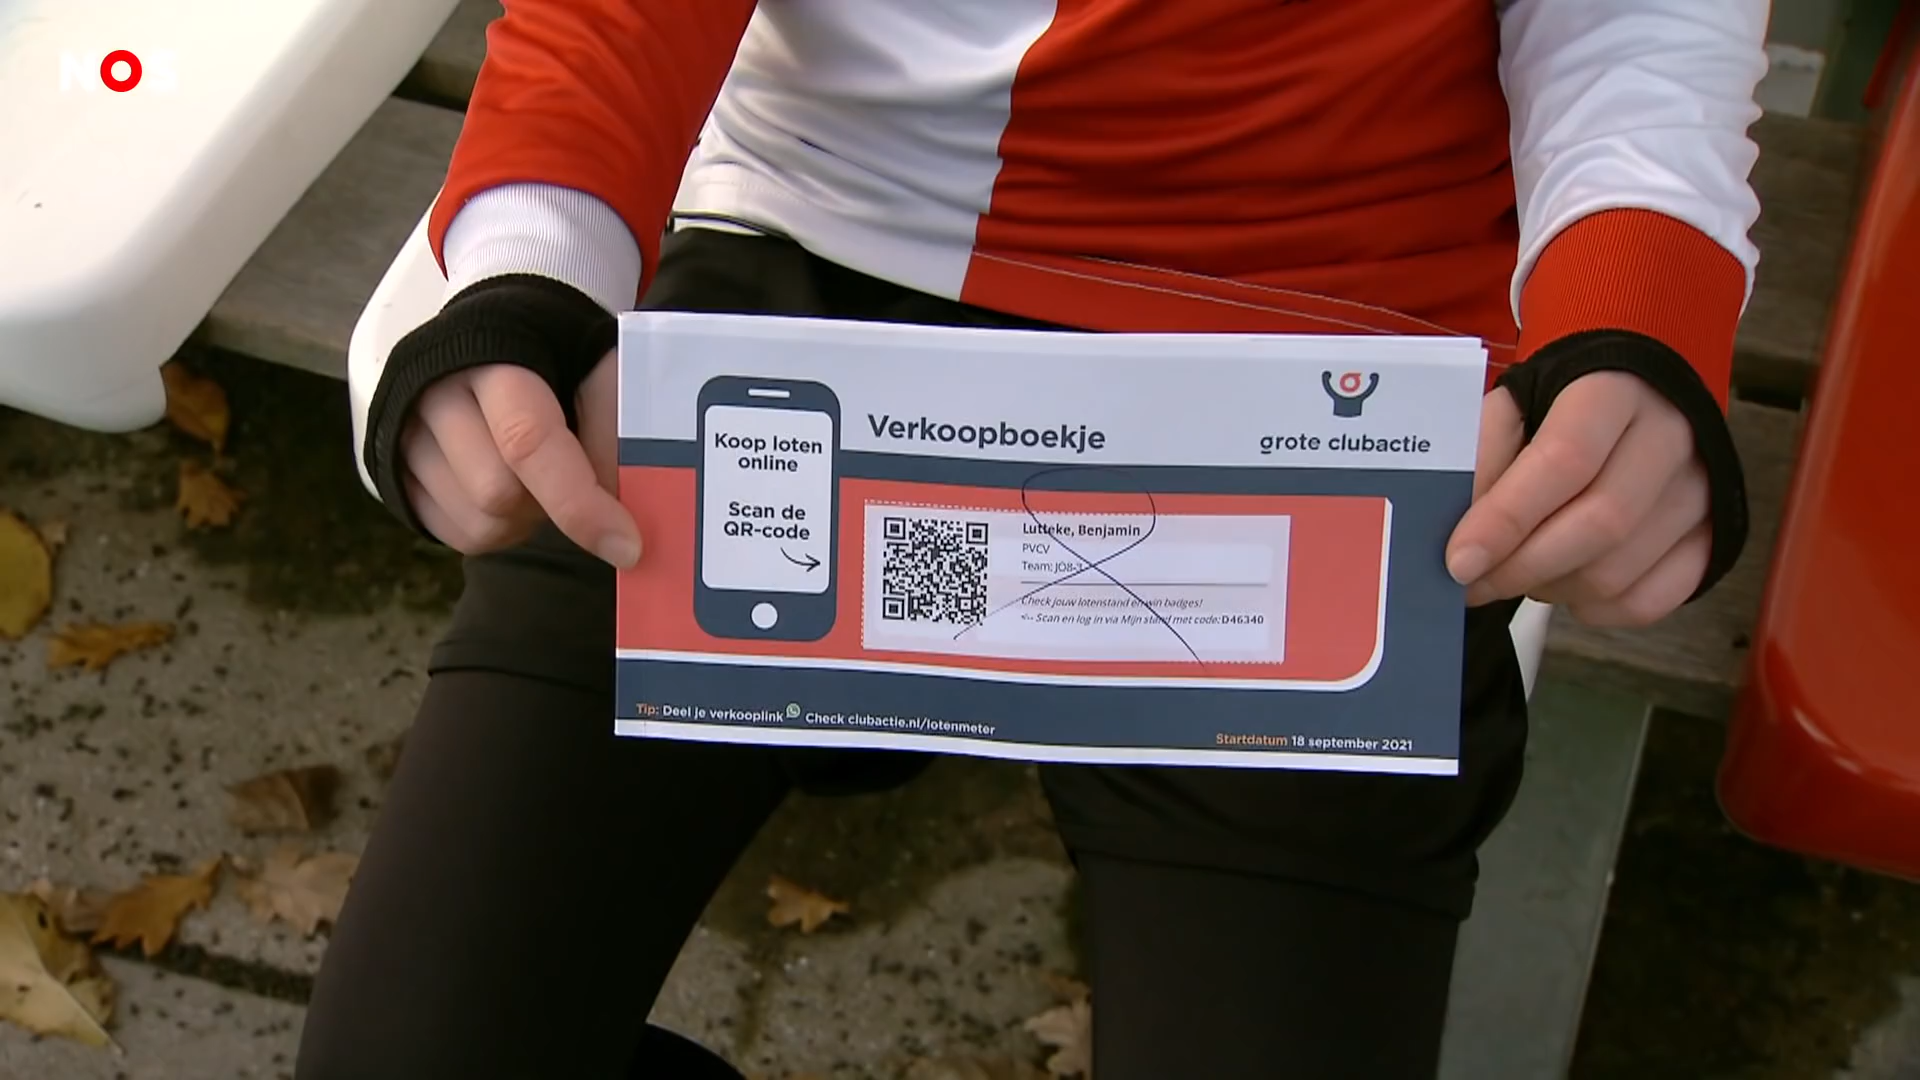 NOS
Verkoopboekje
grote clubactie
Koop loten
online
Scan de
QR-code
Lutteke, Benjamin
PVCV
Team: JO8-3
Check jouw lotenstand en win badges!
<-- Scan en log in via Mijn stand met code: D46340
Tip: Deel je verkooplink Check clubactie.nl/lotenmeter
Startdatum 18 september 2021